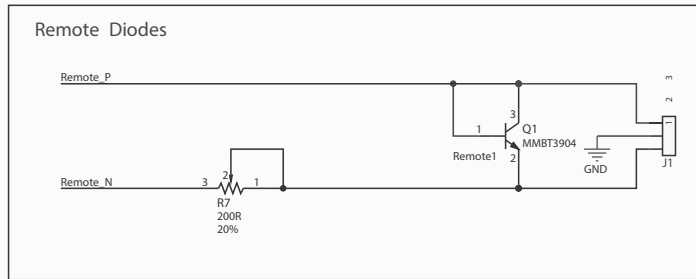 Remote Diodes
Remote_P
3
2
1
3
1
Q1
MMBT3904
Remote1
2
GND
J1
Remote_N
3
2
1
R7
200R
20%